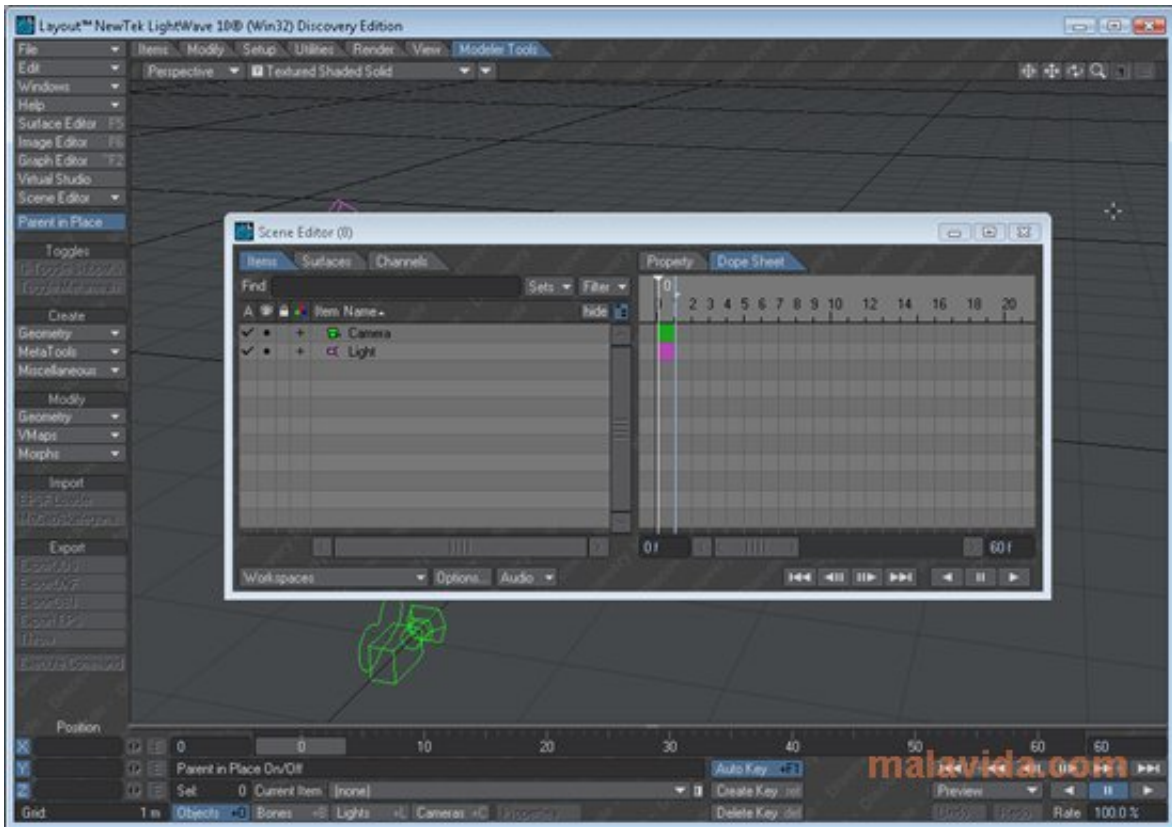 Layout™ NewTek LightWave 10® (Win32) Discovery Edition
File
Items Modify Setup Utilities Render View Modeler Tools
Edit
Perspective Textured Shaded Solid
Windows
Help
Surface Editor F5
Image Editor F6
Graph Editor ^F2
Virtual Studio
Scene Editor
Parent in Place
Toggles
Create
Geometry
MetaTools
Miscellaneous
Modify
Geometry
VMaps
Morphs
Import
Export
Scene Editor (8)
Items Surfaces Channels
Property Dope Sheet
Find
Sets Filter
0
A Item Name
hide
1 2 3 4 5 6 7 8 9 10 12 14 16 18 20
Camera
Light
0 f
60 f
Workspaces Options... Audio
Position
X
0 0 10 20 30 40 50 60 60
Y
Parent in Place On/Off
Auto Key +F1
malavida.com
Z
Sel: 0 Current Item (none)
Create Key ret
Preview
Grid: 1 m
Objects +O Bones +B Lights +L Cameras +C
Delete Key del
Undo
Rate 100.0 %